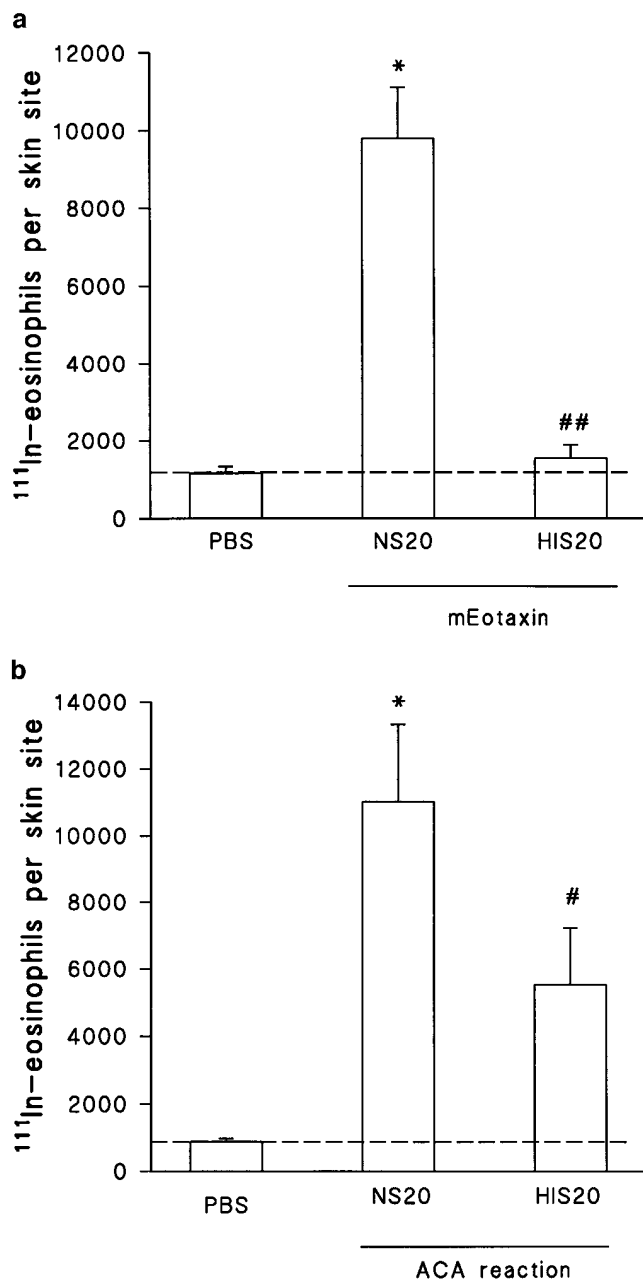 a
¹¹¹In-eosinophils per skin site
12000
10000
8000
6000
4000
2000
0
*
##
PBS
NS20
HIS20
mEotaxin
b
¹¹¹In-eosinophils per skin site
14000
12000
10000
8000
6000
4000
2000
0
*
#
PBS
NS20
HIS20
ACA reaction